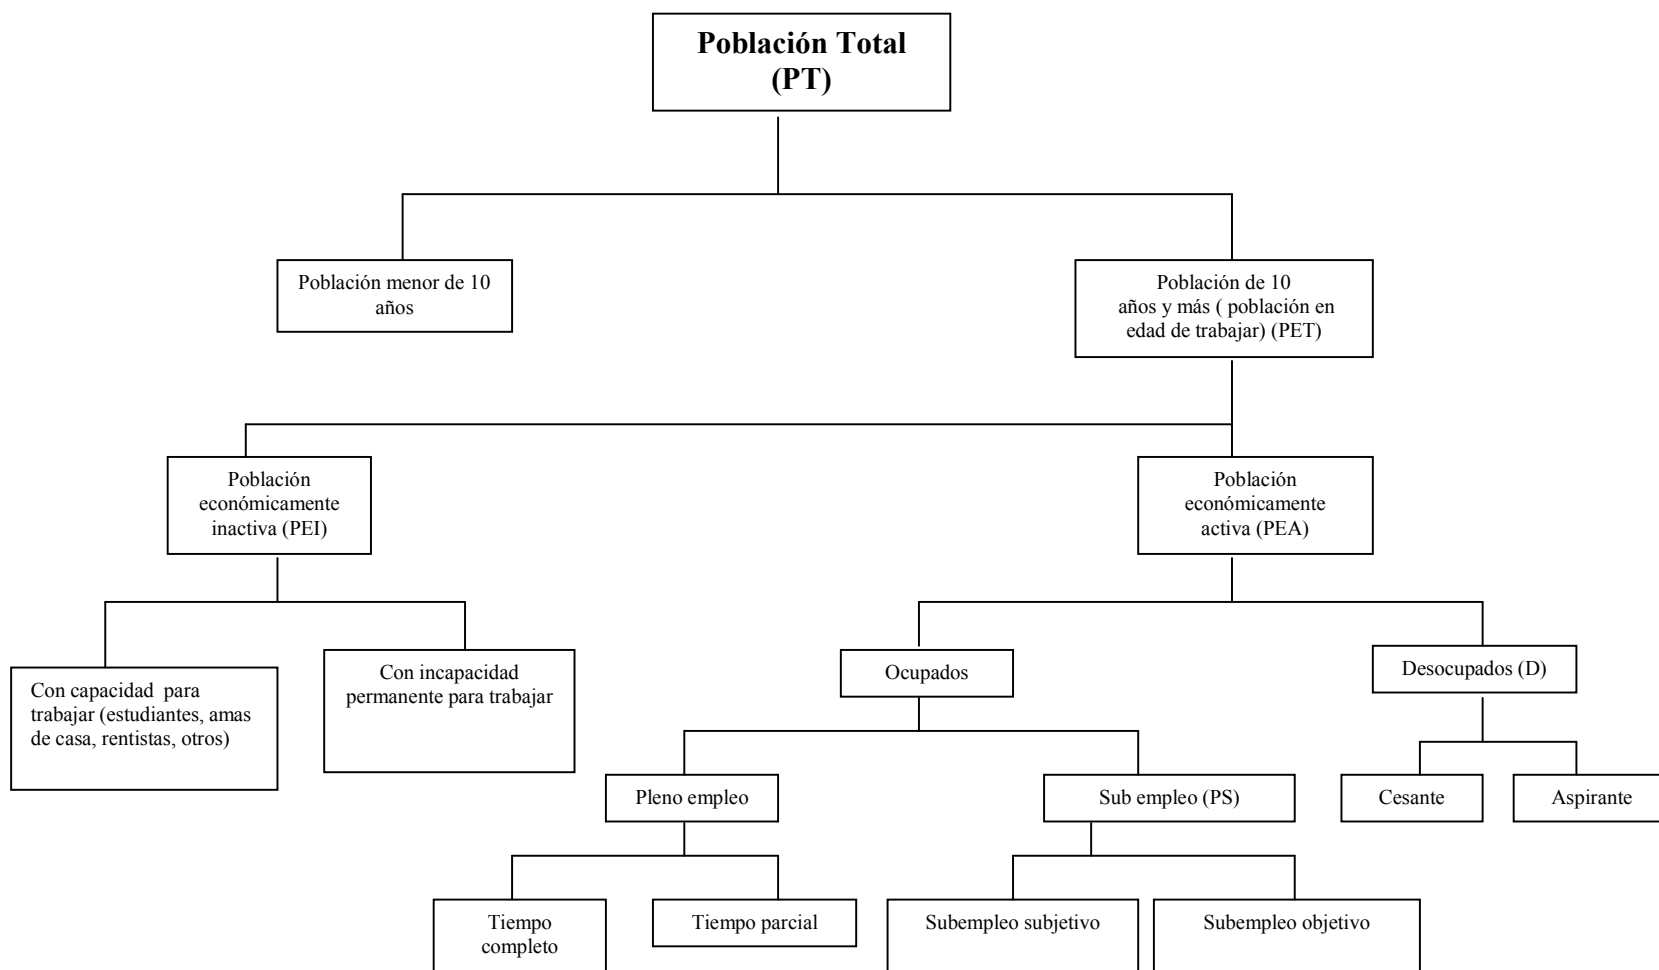 Población Total
(PT)
Población menor de 10
años
Población de 10
años y más ( población en
edad de trabajar) (PET)
Población
económicamente
inactiva (PEI)
Población
económicamente
activa (PEA)
Con capacidad  para
trabajar (estudiantes, amas
de casa, rentistas, otros)
Con incapacidad
permanente para trabajar
Ocupados
Desocupados (D)
Pleno empleo
Sub empleo (PS)
Cesante
Aspirante
Tiempo
completo
Tiempo parcial
Subempleo subjetivo
Subempleo objetivo